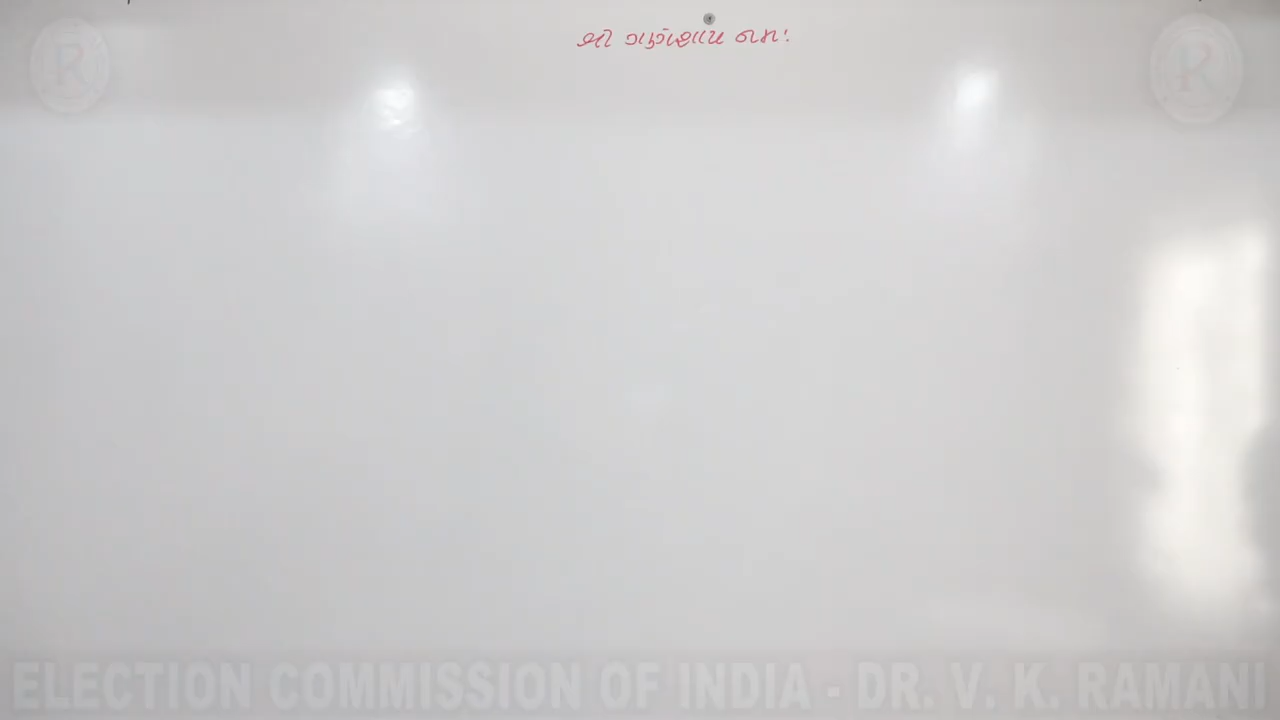 શ્રી ગણેશાય નમઃ
ELECTION COMMISSION OF INDIA - DR. V. K. RAMANI